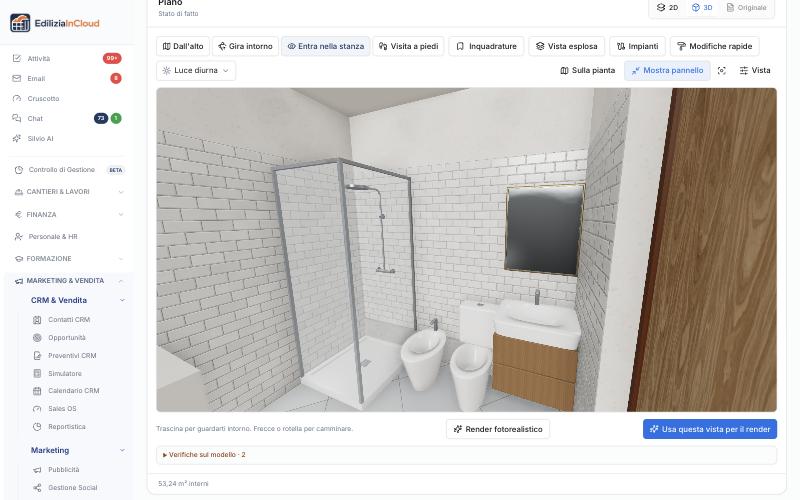 EdiliziaInCloud
Attività 99+
Email 8
Cruscotto
Chat 73 1
Silvio AI
Controllo di Gestione BETA
CANTIERI & LAVORI
FINANZA
Personale & HR
FORMAZIONE
MARKETING & VENDITA
CRM & Vendita
Contatti CRM
Opportunità
Preventivi CRM
Simulatore
Calendario CRM
Sales OS
Reportistica
Marketing
Pubblicità
Gestione Social
Piano
Stato di fatto
2D 3D Originale
Dall'alto Gira intorno Entra nella stanza Visita a piedi Inquadrature Vista esplosa Impianti Modifiche rapide
Luce diurna Sulla pianta Mostra pannello Vista
Trascina per guardarti intorno. Frecce o rotella per camminare. Render fotorealistico Usa questa vista per il render
▸ Verifiche sul modello · 2
53,24 m² interni